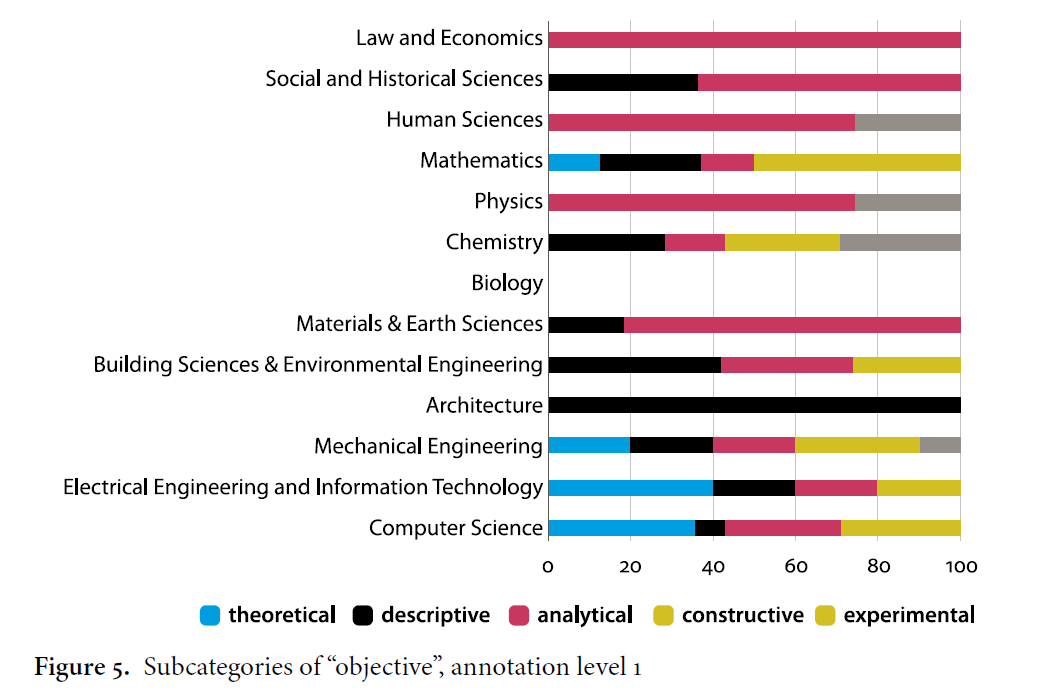 Law and Economics
Social and Historical Sciences
Human Sciences
Mathematics
Physics
Chemistry
Biology
Materials & Earth Sciences
Building Sciences & Environmental Engineering
Architecture
Mechanical Engineering
Electrical Engineering and Information Technology
Computer Science
0 20 40 60 80 100
theoretical descriptive analytical constructive experimental
Figure 5. Subcategories of “objective”, annotation level 1